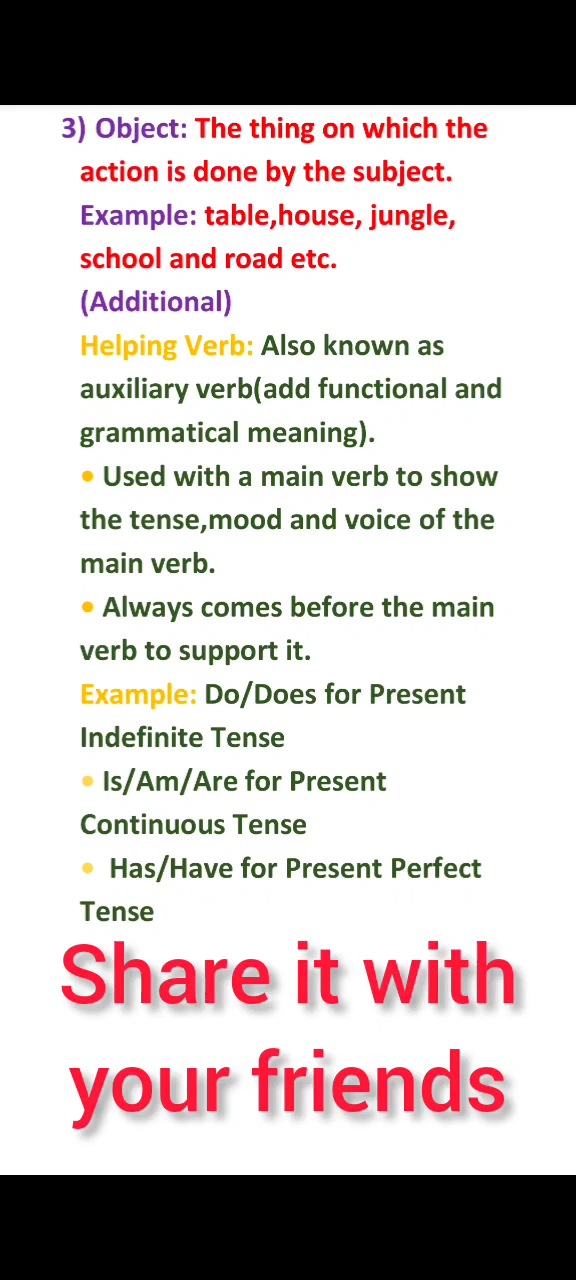 3) Object: The thing on which the
action is done by the subject.
Example: table,house, jungle,
school and road etc.
(Additional)
Helping Verb: Also known as
auxiliary verb(add functional and
grammatical meaning).
• Used with a main verb to show
the tense,mood and voice of the
main verb.
• Always comes before the main
verb to support it.
Example: Do/Does for Present
Indefinite Tense
• Is/Am/Are for Present
Continuous Tense
• Has/Have for Present Perfect
Tense
Share it with
your friends